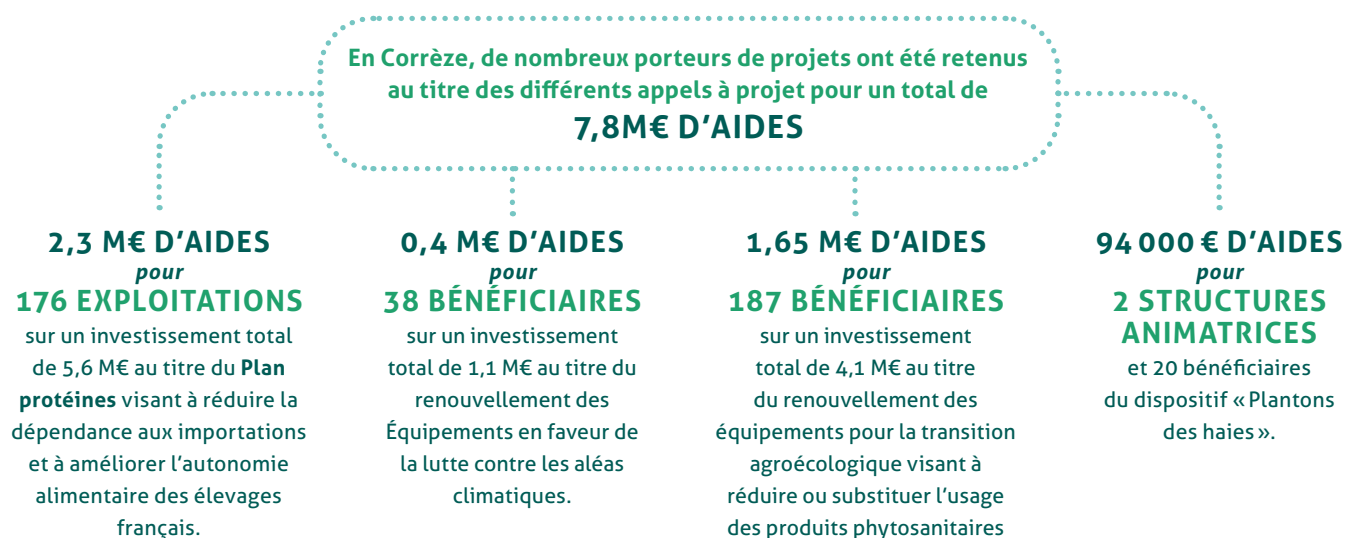 En Corrèze, de nombreux porteurs de projets ont été retenus
au titre des différents appels à projet pour un total de
7,8M€ D'AIDES
2,3 M€ D'AIDES
pour
176 EXPLOITATIONS
sur un investissement total
de 5,6 M€ au titre du Plan
protéines visant à réduire la
dépendance aux importations
et à améliorer l'autonomie
alimentaire des élevages
français.
0,4 M€ D'AIDES
pour
38 BÉNÉFICIAIRES
sur un investissement
total de 1,1 M€ au titre du
renouvellement des
Équipements en faveur de
la lutte contre les aléas
climatiques.
1,65 M€ D'AIDES
pour
187 BÉNÉFICIAIRES
sur un investissement
total de 4,1 M€ au titre
du renouvellement des
équipements pour la transition
agroécologique visant à
réduire ou substituer l'usage
des produits phytosanitaires
94 000 € D'AIDES
pour
2 STRUCTURES
ANIMATRICES
et 20 bénéficiaires
du dispositif « Plantons
des haies ».